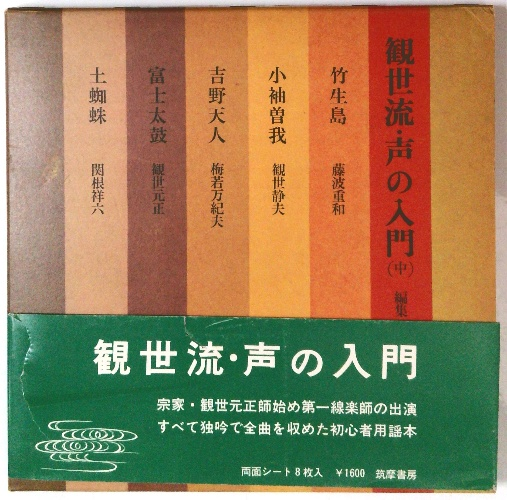 観世流・声の入門(中) 編集
竹生島 藤波重和
小袖曽我 観世静夫
吉野天人 梅若万紀夫
富士太鼓 観世元正
土蜘蛛 関根祥六
観世流・声の入門
宗家・観世元正師始め第一線楽師の出演
すべて独吟で全曲を収めた初心者用謡本
両面シート8枚入 ¥1600 筑摩書房